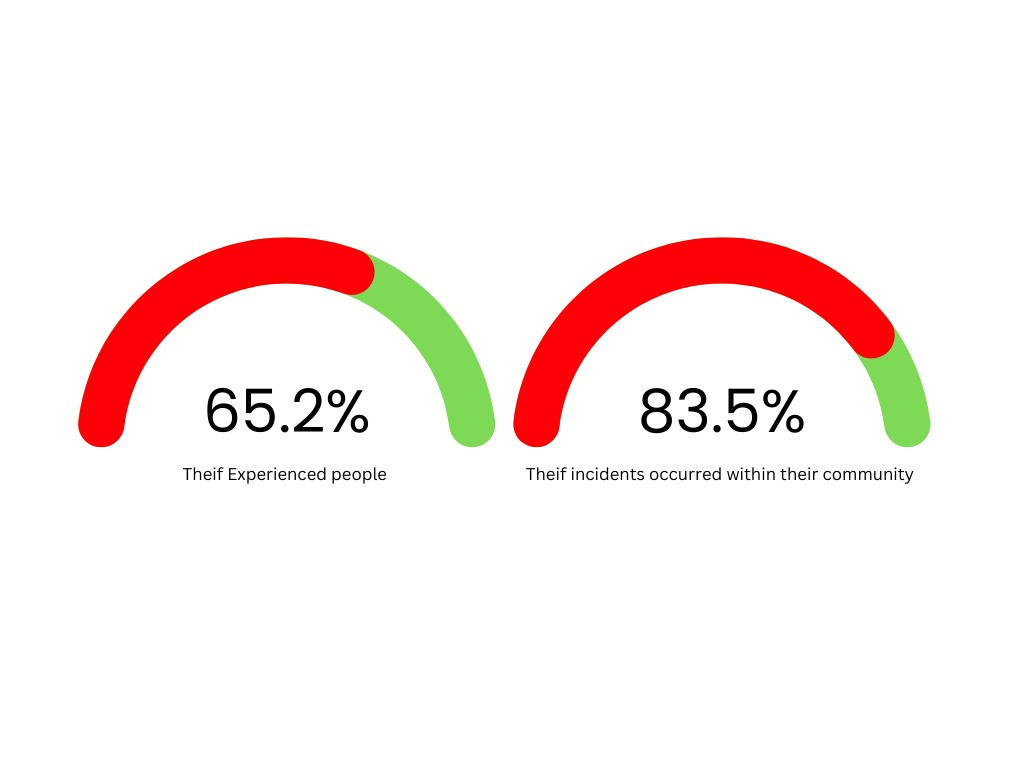 65.2%
Theif Experienced people
83.5%
Theif incidents occurred within their community